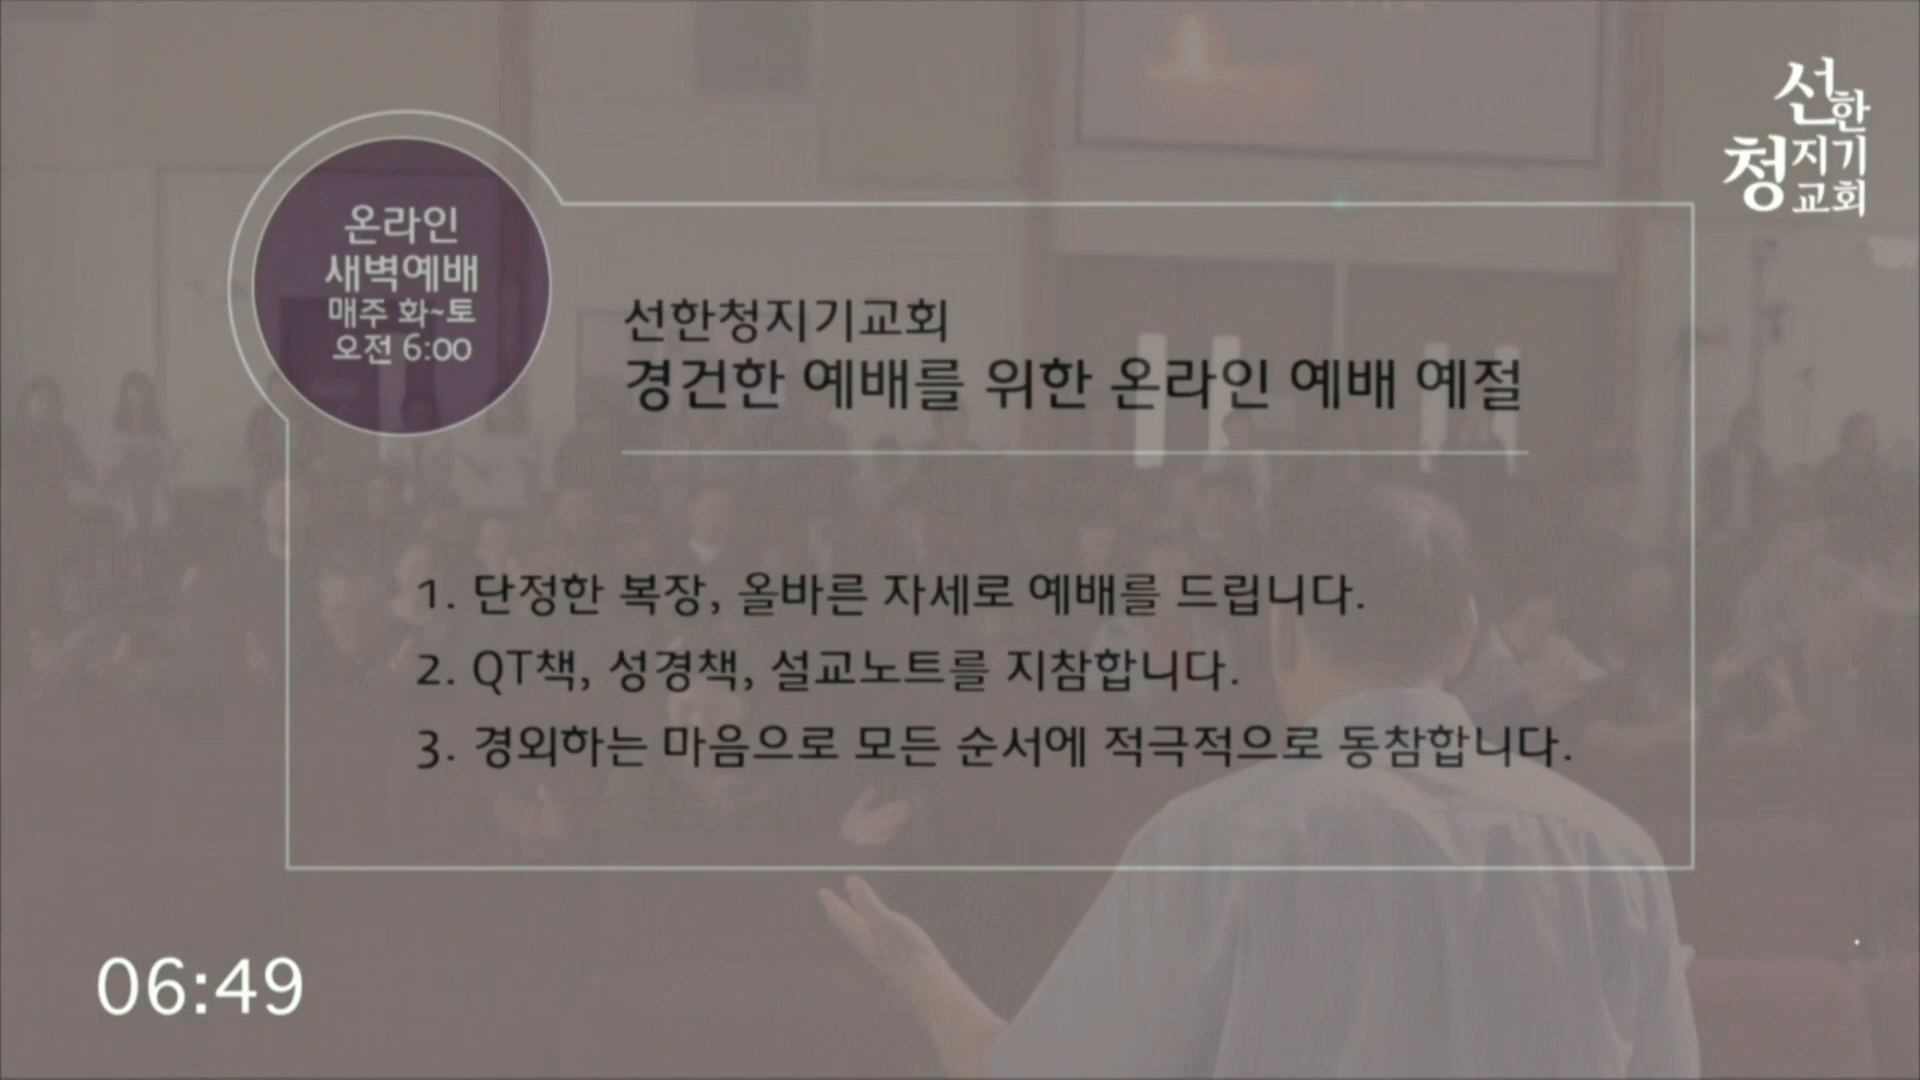 선한
청지기
교회
온라인
새벽예배
매주 화~토
오전 6:00
선한청지기교회
경건한 예배를 위한 온라인 예배 예절
1. 단정한 복장, 올바른 자세로 예배를 드립니다.
2. QT책, 성경책, 설교노트를 지참합니다.
3. 경외하는 마음으로 모든 순서에 적극적으로 동참합니다.
06:49